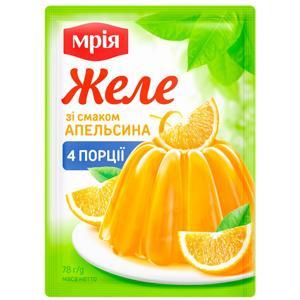 мрія
Желе
зі смаком
АПЕЛЬСИНА
4 ПОРЦІЇ
78 г/g
маса нетто